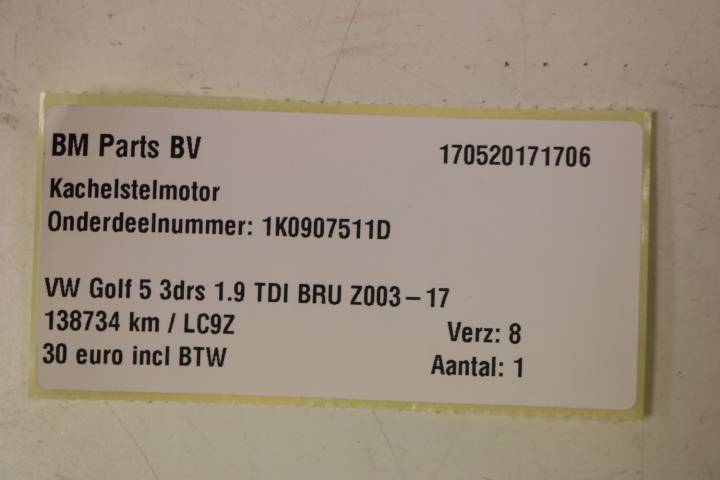 BM Parts BV 170520171706
Kachelstelmotor
Onderdeelnummer: 1K0907511D
VW Golf 5 3drs 1.9 TDI BRU Z003-17
138734 km / LC9Z Verz: 8
30 euro incl BTW Aantal: 1